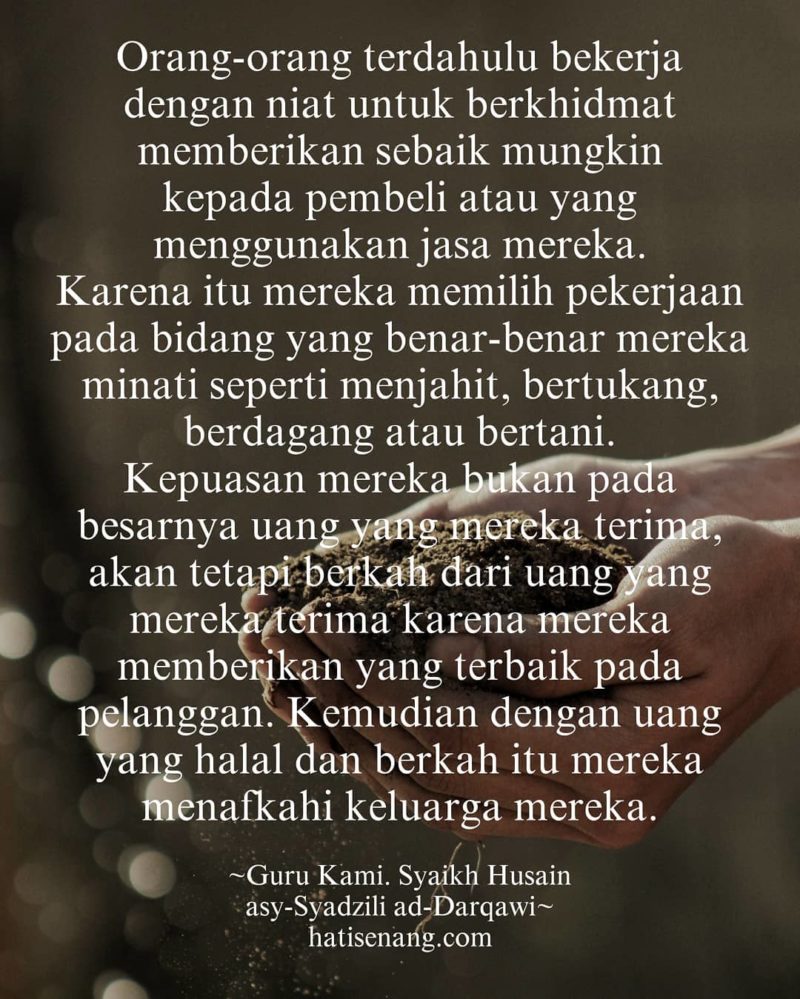 Orang-orang terdahulu bekerja
dengan niat untuk berkhidmat
memberikan sebaik mungkin
kepada pembeli atau yang
menggunakan jasa mereka.
Karena itu mereka memilih pekerjaan
pada bidang yang benar-benar mereka
minati seperti menjahit, bertukang,
berdagang atau bertani.
Kepuasan mereka bukan pada
besarnya uang yang mereka terima,
akan tetapi berkah dari uang yang
mereka terima karena mereka
memberikan yang terbaik pada
pelanggan. Kemudian dengan uang
yang halal dan berkah itu mereka
menafkahi keluarga mereka.
~Guru Kami. Syaikh Husain
asy-Syadzili ad-Darqawi~
hatisenang.com